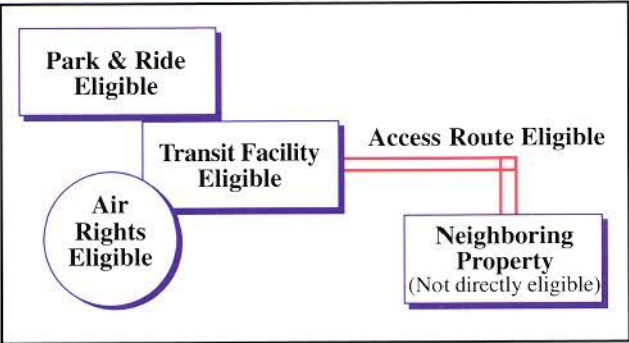 Park & Ride
Eligible
Transit Facility
Eligible
Access Route Eligible
Air
Rights
Eligible
Neighboring
Property
(Not directly eligible)